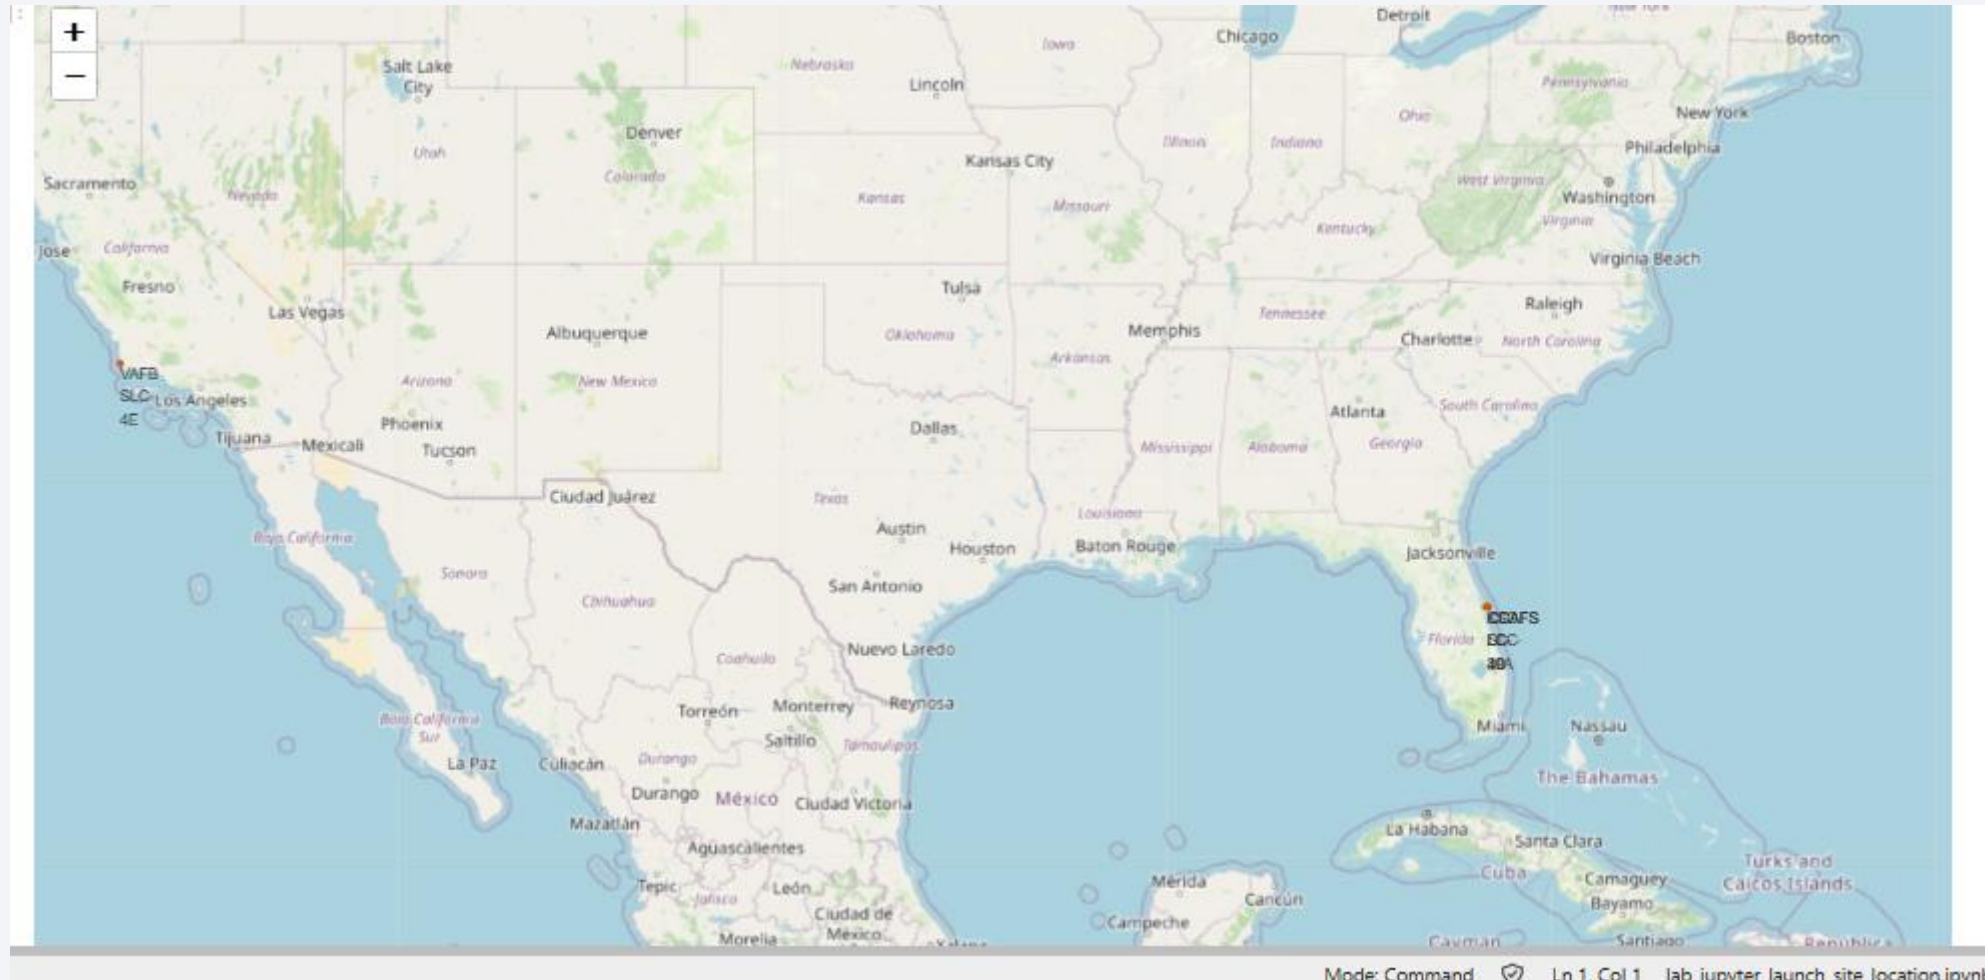 +
−
Detroit
Chicago
Boston
Iowa
Salt Lake
City
Nebraska
Lincoln
Pennsylvania
New York
Ohio
Denver
Utah
Illinois
Indiana
Philadelphia
Kansas City
Colorado
Sacramento
Nevada
Kansas
Missouri
West Virginia
Washington
Virginia
Kentucky
Jose
California
Virginia Beach
Fresno
Tulsa
Las Vegas
Raleigh
Tennessee
Albuquerque
Oklahoma
Memphis
Charlotte
North Carolina
Arkansas
VAFB
SLC
4E
Los Angeles
Arizona
New Mexico
Phoenix
Atlanta
South Carolina
Dallas
Tijuana
Mexicali
Tucson
Mississippi
Alabama
Georgia
Ciudad Juárez
Texas
Louisiana
Austin
Baja California
Houston
Baton Rouge
Jacksonville
Sonora
San Antonio
Chihuahua
Florida
Nuevo Laredo
Coahuila
Reynosa
Torreón
Monterrey
Baja California
Sur
Saltillo
Tamaulipas
Miami
Nassau
La Paz
Culiacán
Durango
The Bahamas
Durango
México
Ciudad Victoria
Mazatlán
La Habana
Santa Clara
Aguascalientes
Turks and
Caicos Islands
Cuba
Camaguey
Tepic
León
Mérida
Cancún
Jalisco
Bayamo
Ciudad de
México
Campeche
Morelia
Cayman
Santiago
Mode: Command
Ln 1, Col 1
lab_jupyter_launch_site_location.ipynb